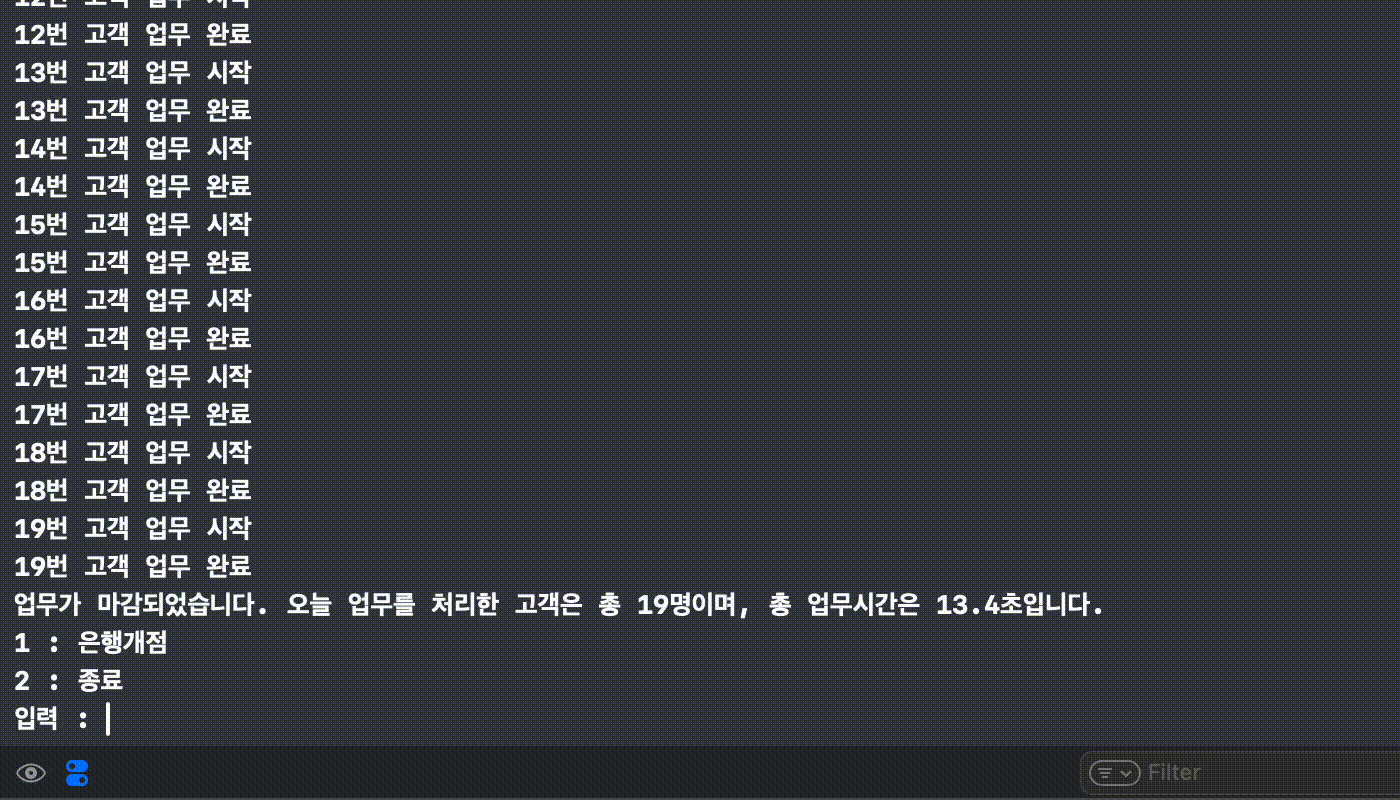 12번 고객 업무 시작
12번 고객 업무 완료
13번 고객 업무 시작
13번 고객 업무 완료
14번 고객 업무 시작
14번 고객 업무 완료
15번 고객 업무 시작
15번 고객 업무 완료
16번 고객 업무 시작
16번 고객 업무 완료
17번 고객 업무 시작
17번 고객 업무 완료
18번 고객 업무 시작
18번 고객 업무 완료
19번 고객 업무 시작
19번 고객 업무 완료
업무가 마감되었습니다. 오늘 업무를 처리한 고객은 총 19명이며, 총 업무시간은 13.4초입니다.
1 : 은행개점
2 : 종료
입력 :
Filter